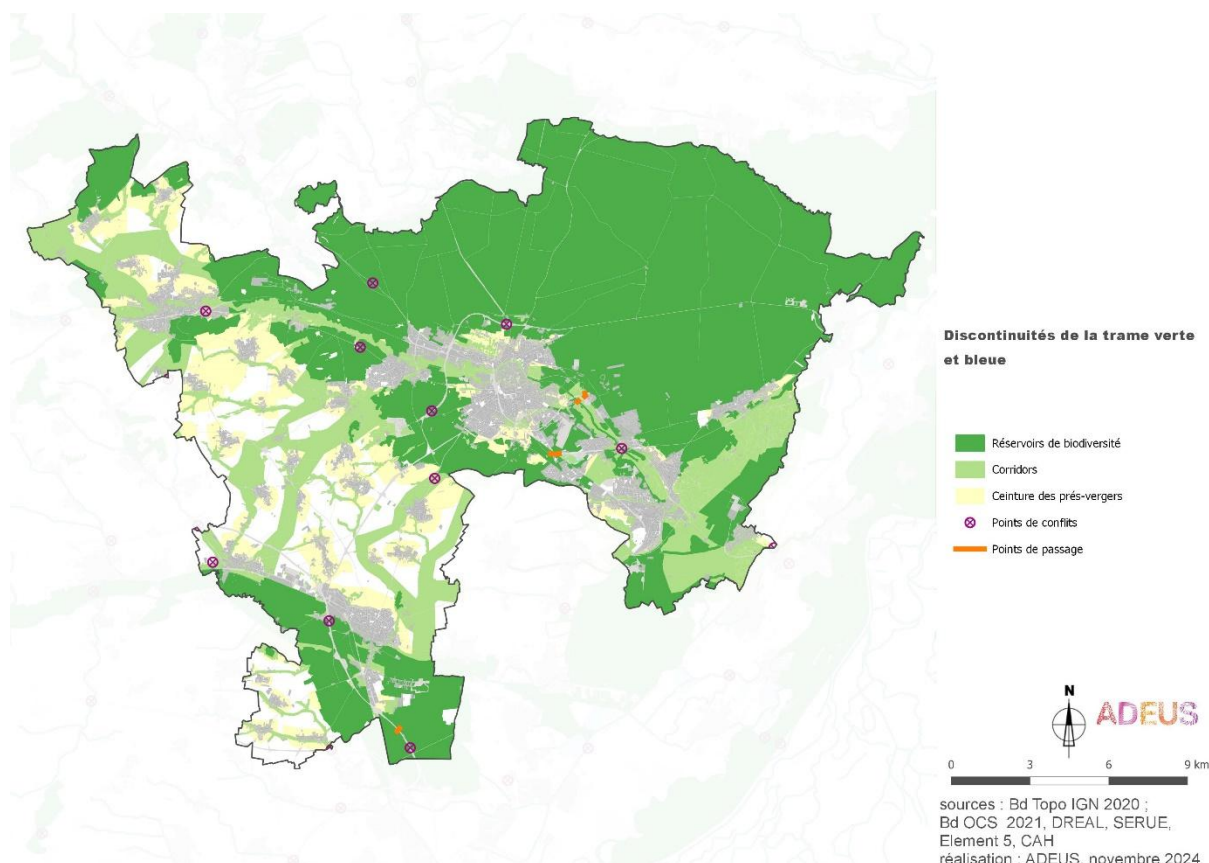 Discontinuités de la trame verte
et bleue
Réservoirs de biodiversité
Corridors
Ceinture des prés-vergers
Points de conflits
Points de passage
N
ADEUS
0 3 6 9 km
sources : Bd Topo IGN 2020 ;
Bd OCS 2021, DREAL, SERUE,
Element 5, CAH
réalisation : ADEUS, novembre 2024